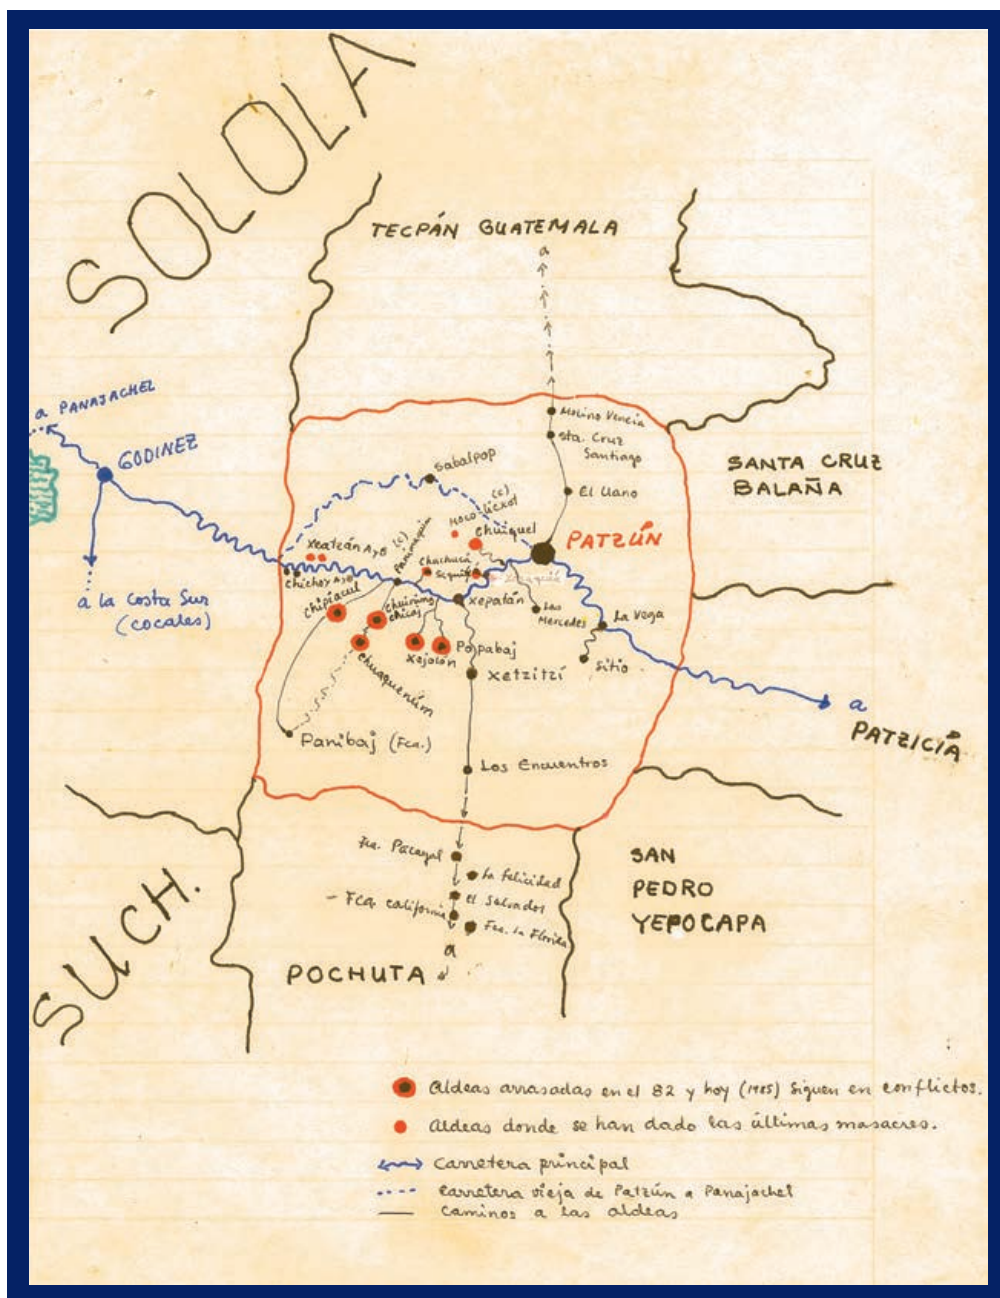 SOLOLA
TECPÁN GUATEMALA
a
a PANAJACHEL
GODINEZ
a la Costa Sur
(cocales)
Molino Venecia
Sta. Cruz
Santiago
El Llano
SANTA CRUZ
BALAÑA
Sabalpop
(c)
Chuiquel
PATZÚN
Xeatzán AyB
(c)
Panimaquin
Chichoy AyB
Chipiacul
Chuinimachicaj
Xepatán
Las
Mercedes
La Vega
Sitio
Xejolón
Popabaj
Xetzitzí
Chuaquenúm
Panibaj (Fca.)
Los Encuentros
a
PATZICIÁ
Fca. Pacayal
La Felicidad
El Salvador
- Fca. California
Fca. La Florida
a
POCHUTA
SUCH.
SAN
PEDRO
YEPOCAPA
Aldeas arrasadas en el 82 y hoy (1985) siguen en conflictos.
Aldeas donde se han dado las últimas masacres.
Carretera principal
Carretera vieja de Patzún a Panajachel
Caminos a las aldeas